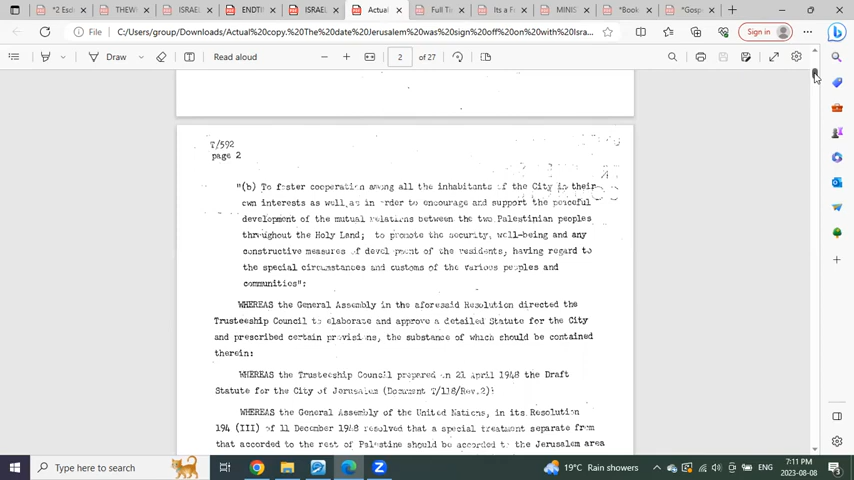 *2 Esd
THEW
ISRAEL
ENDTI
ISRAEL
Actual
Full Ti
Its a F
MINIS
*Book
*Gosp
File
C:/Users/group/Downloads/Actual%20copy.%20The%20date%20Jerusalem%20was%20sign%20off%20on%20with%20Isra...
Sign in
Draw
Read aloud
2 of 27
T/592
page 2
"(b) To foster cooperation among all the inhabitants of the City in their
own interests as well as in order to encourage and support the peaceful
development of the mutual relations between the two Palestinian peoples
throughout the Holy Land; to promote the security, well-being and any
constructive measures of development of the residents, having regard to
the special circumstances and customs of the various peoples and
communities":
WHEREAS the General Assembly in the aforesaid Resolution directed the
Trusteeship Council to elaborate and approve a detailed Statute for the City
and prescribed certain provisions, the substance of which should be contained
therein:
WHEREAS the Trusteeship Council prepared on 21 April 1948 the Draft
Statute for the City of Jerusalem (Document T/118/Rev.2):
WHEREAS the General Assembly of the United Nations, in its Resolution
194 (III) of 11 December 1948 resolved that a special treatment separate from
that accorded to the rest of Palestine should be accorded to the Jerusalem area
Type here to search
19°C Rain showers
ENG
7:11 PM
2023-08-08
3